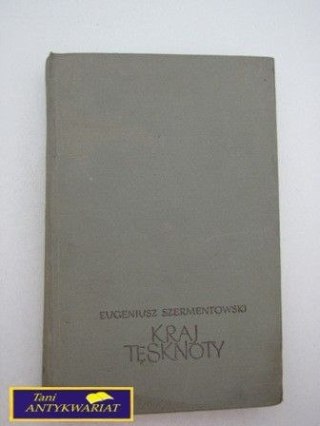 EUGENIUSZ SZERMENTOWSKI
KRAJ
TĘSKNOTY
Tani
ANTYKWARIAT